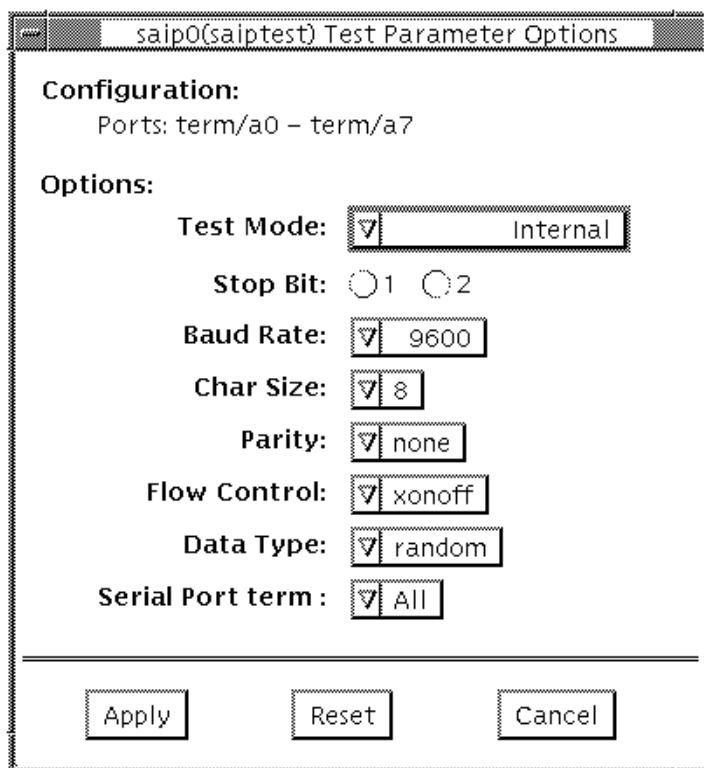 saip0(saiptest) Test Parameter Options
Configuration:
Ports: term/a0 – term/a7
Options:
Test Mode: Internal
Stop Bit: 1 2
Baud Rate: 9600
Char Size: 8
Parity: none
Flow Control: xonoff
Data Type: random
Serial Port term : All
Apply Reset Cancel